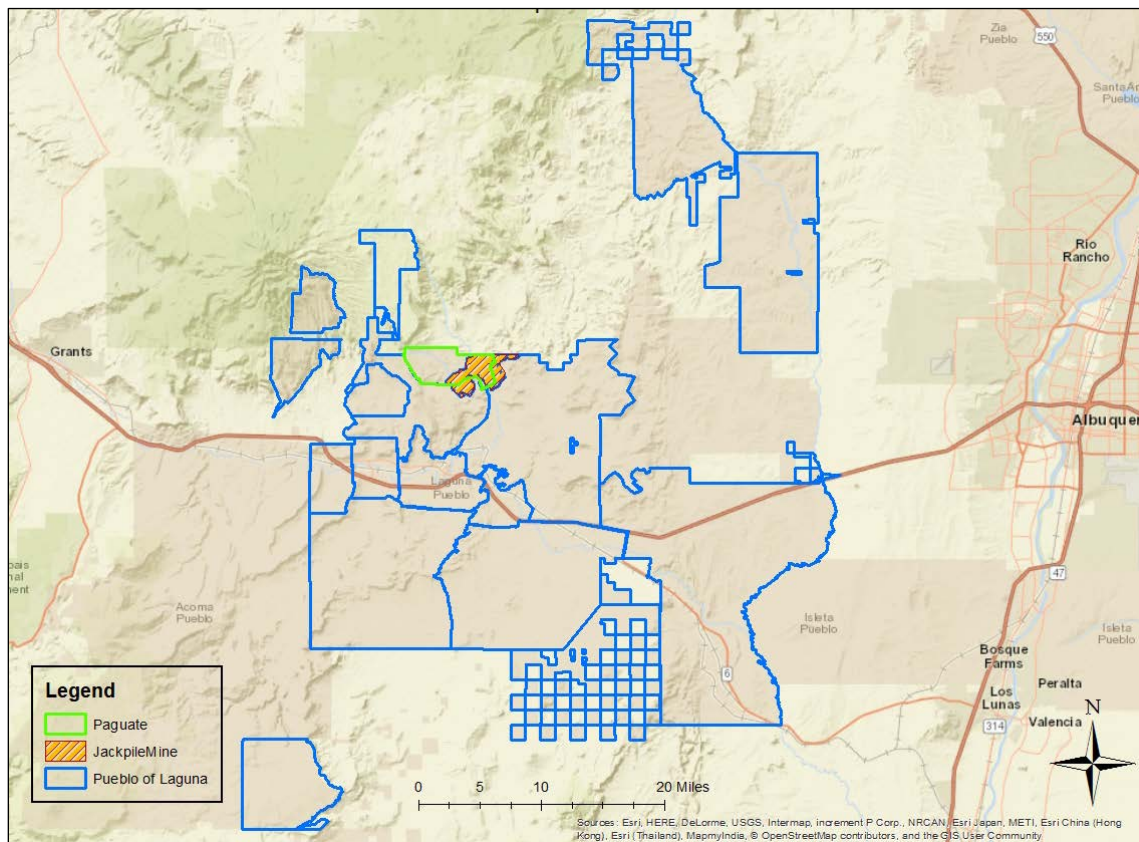 Zia
Pueblo
550
Santa An
Pueblo
Rio
Rancho
Grants
Albuquer
Laguna
Pueblo
47
Acoma
Pueblo
Isleta
Pueblo
Isleta
Pueblo
Bosque
Farms
6
Los
Lunas
Peralta
314
Valencia
N
Legend
Paguate
JackpileMine
Pueblo of Laguna
0 5 10 20 Miles
Sources: Esri, HERE, DeLorme, USGS, Intermap, increment P Corp., NRCAN, Esri Japan, METI, Esri China (Hong
Kong), Esri (Thailand), MapmyIndia, © OpenStreetMap contributors, and the GIS User Community